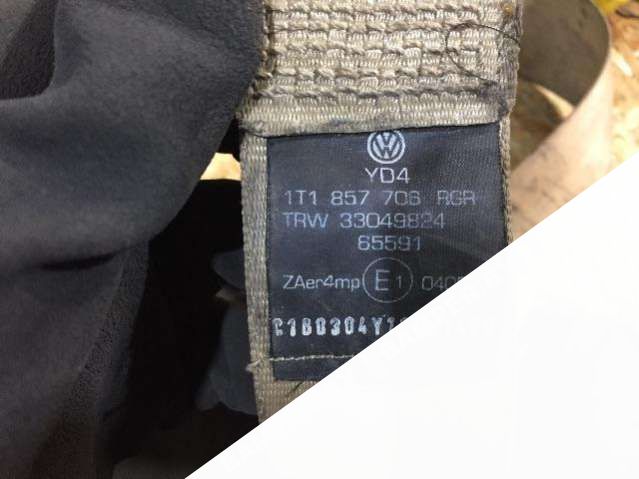 YD4
1T1 857 706 RGR
TRW 33049824
65591
ZAer4mp E1